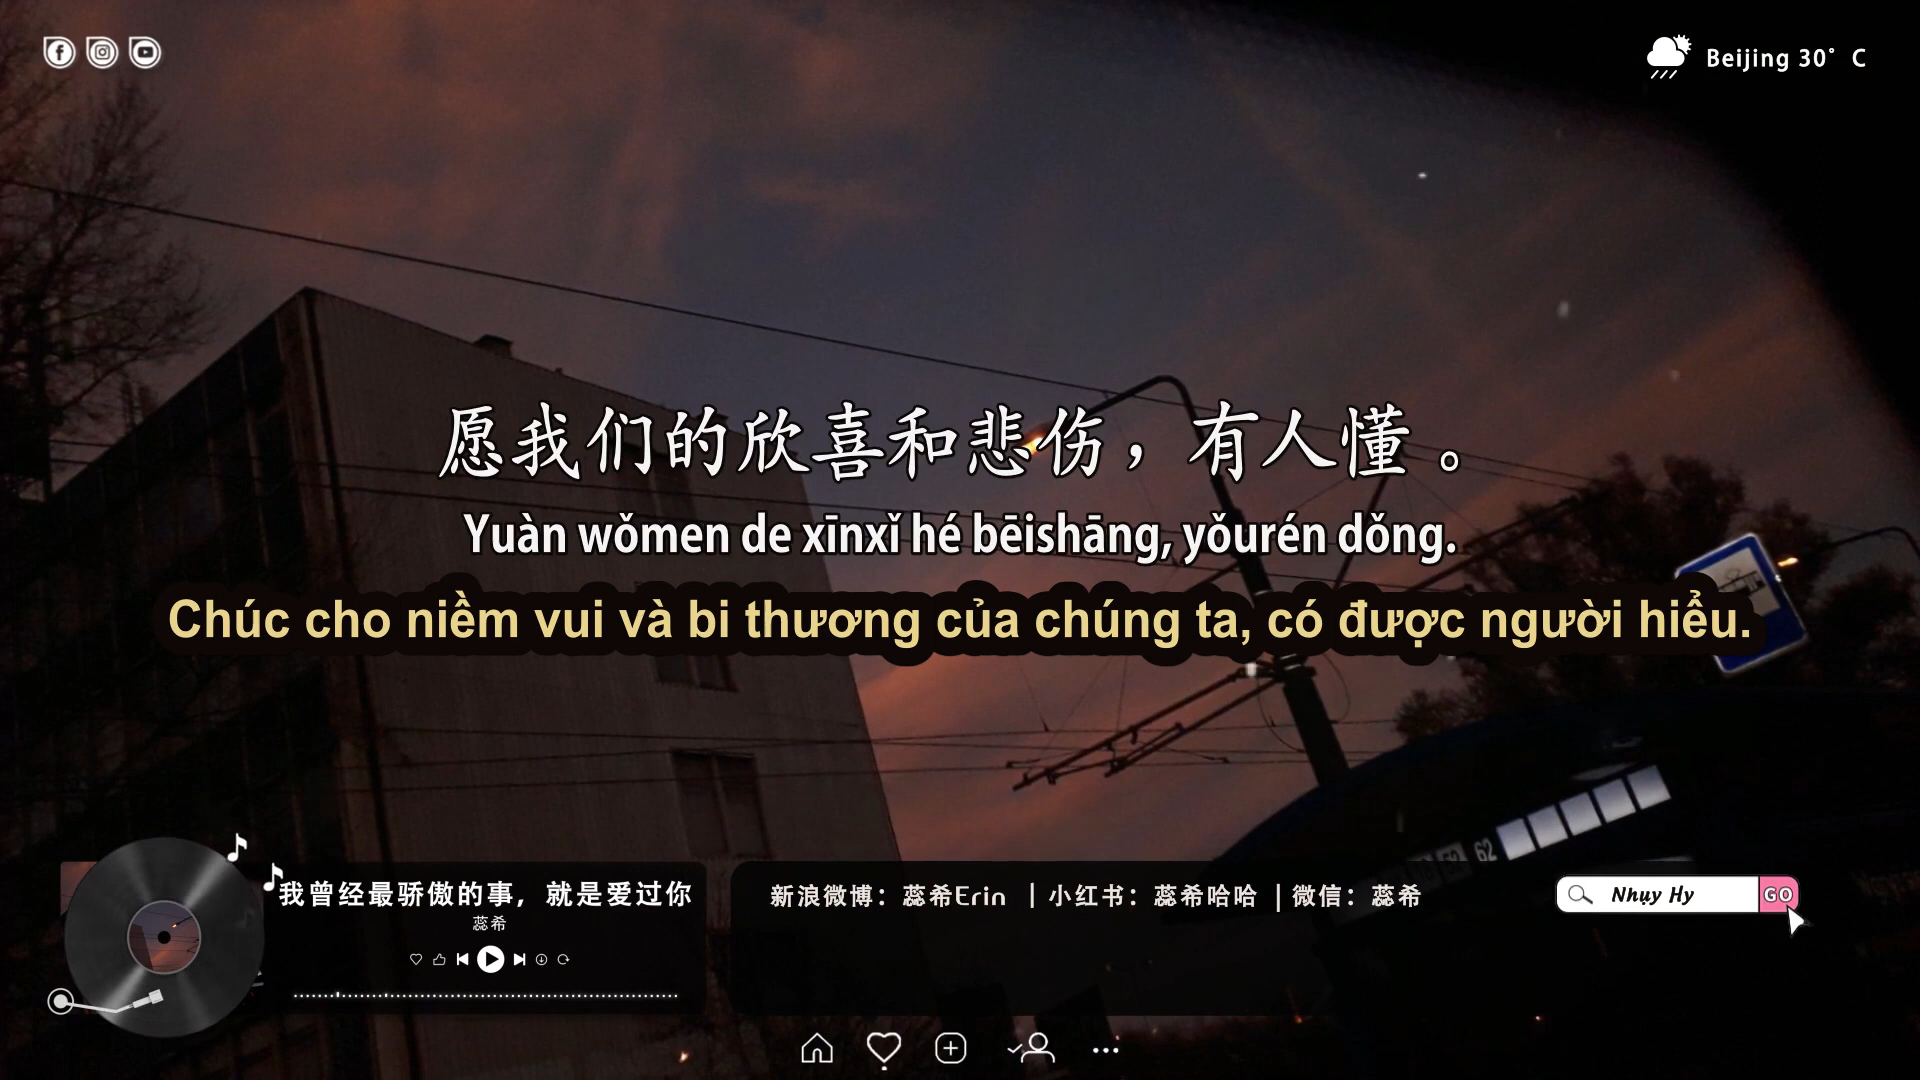 Beijing 30° C
愿我们的欣喜和悲伤，有人懂。
Yuàn wǒmen de xīnxǐ hé bēishāng, yǒurén dǒng.
Chúc cho niềm vui và bi thương của chúng ta, có được người hiểu.
62
我曾经最骄傲的事，就是爱过你
蕊希
新浪微博：蕊希Erin ｜小红书：蕊希哈哈 ｜微信：蕊希
Nhụy Hy
GO